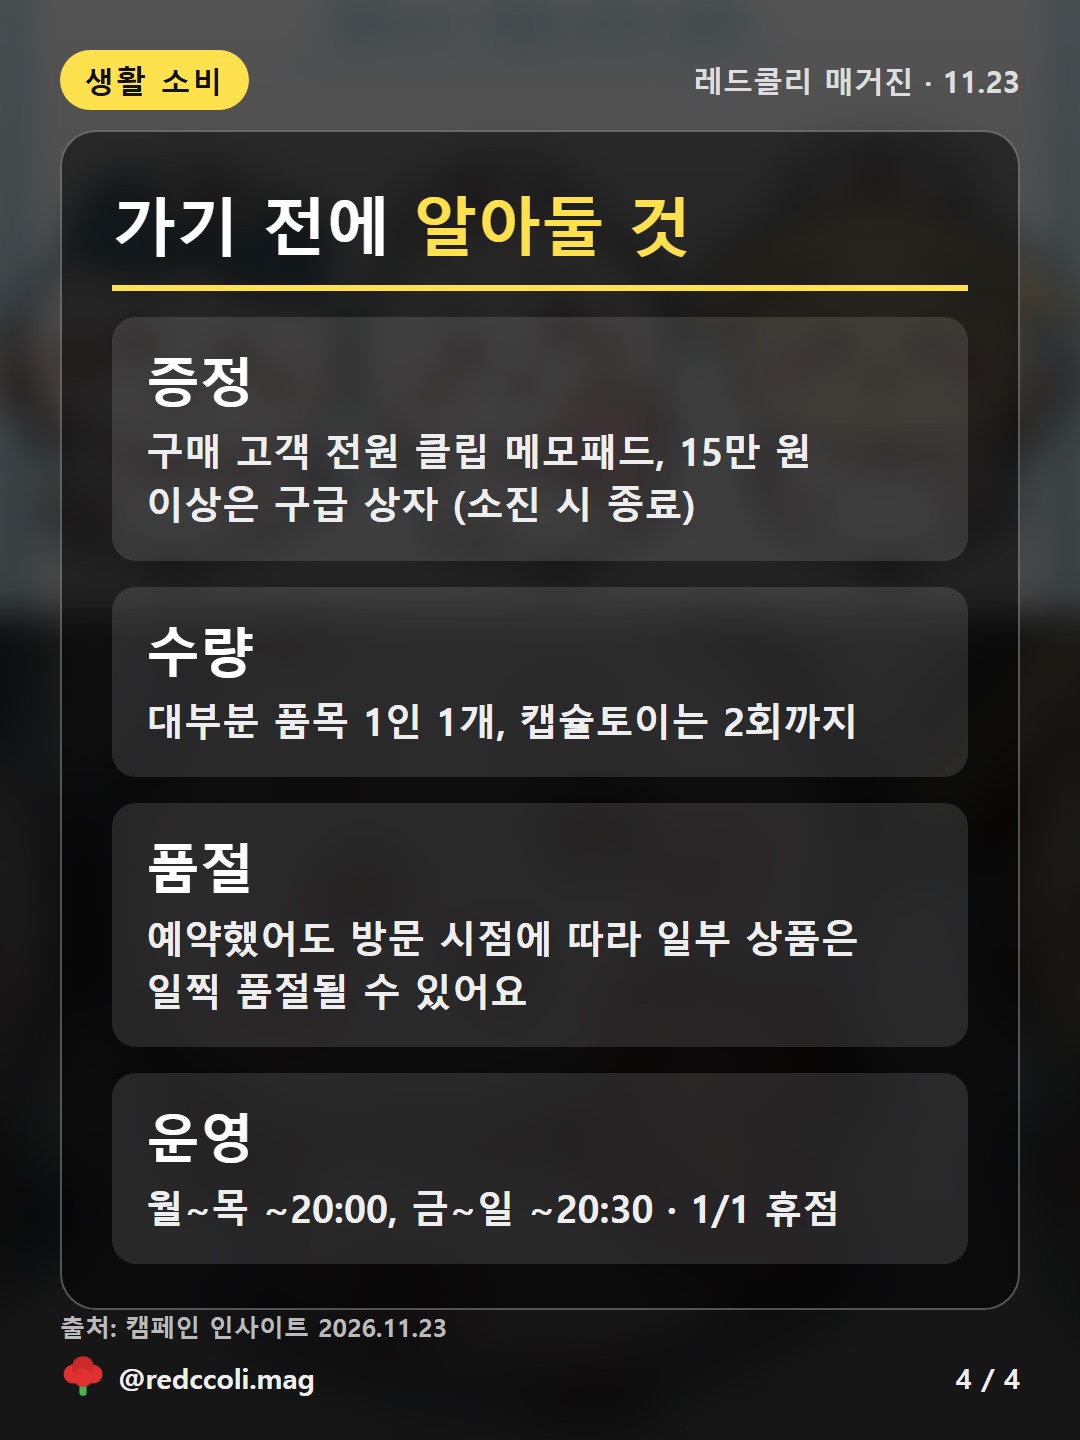 생활 소비
레드콜리 매거진 · 11.23
가기 전에 알아둘 것
증정
구매 고객 전원 클립 메모패드, 15만 원
이상은 구급 상자 (소진 시 종료)
수량
대부분 품목 1인 1개, 캡슐토이는 2회까지
품절
예약했어도 방문 시점에 따라 일부 상품은
일찍 품절될 수 있어요
운영
월~목 ~20:00, 금~일 ~20:30 · 1/1 휴점
출처: 캠페인 인사이트 2026.11.23
@redccoli.mag
4 / 4